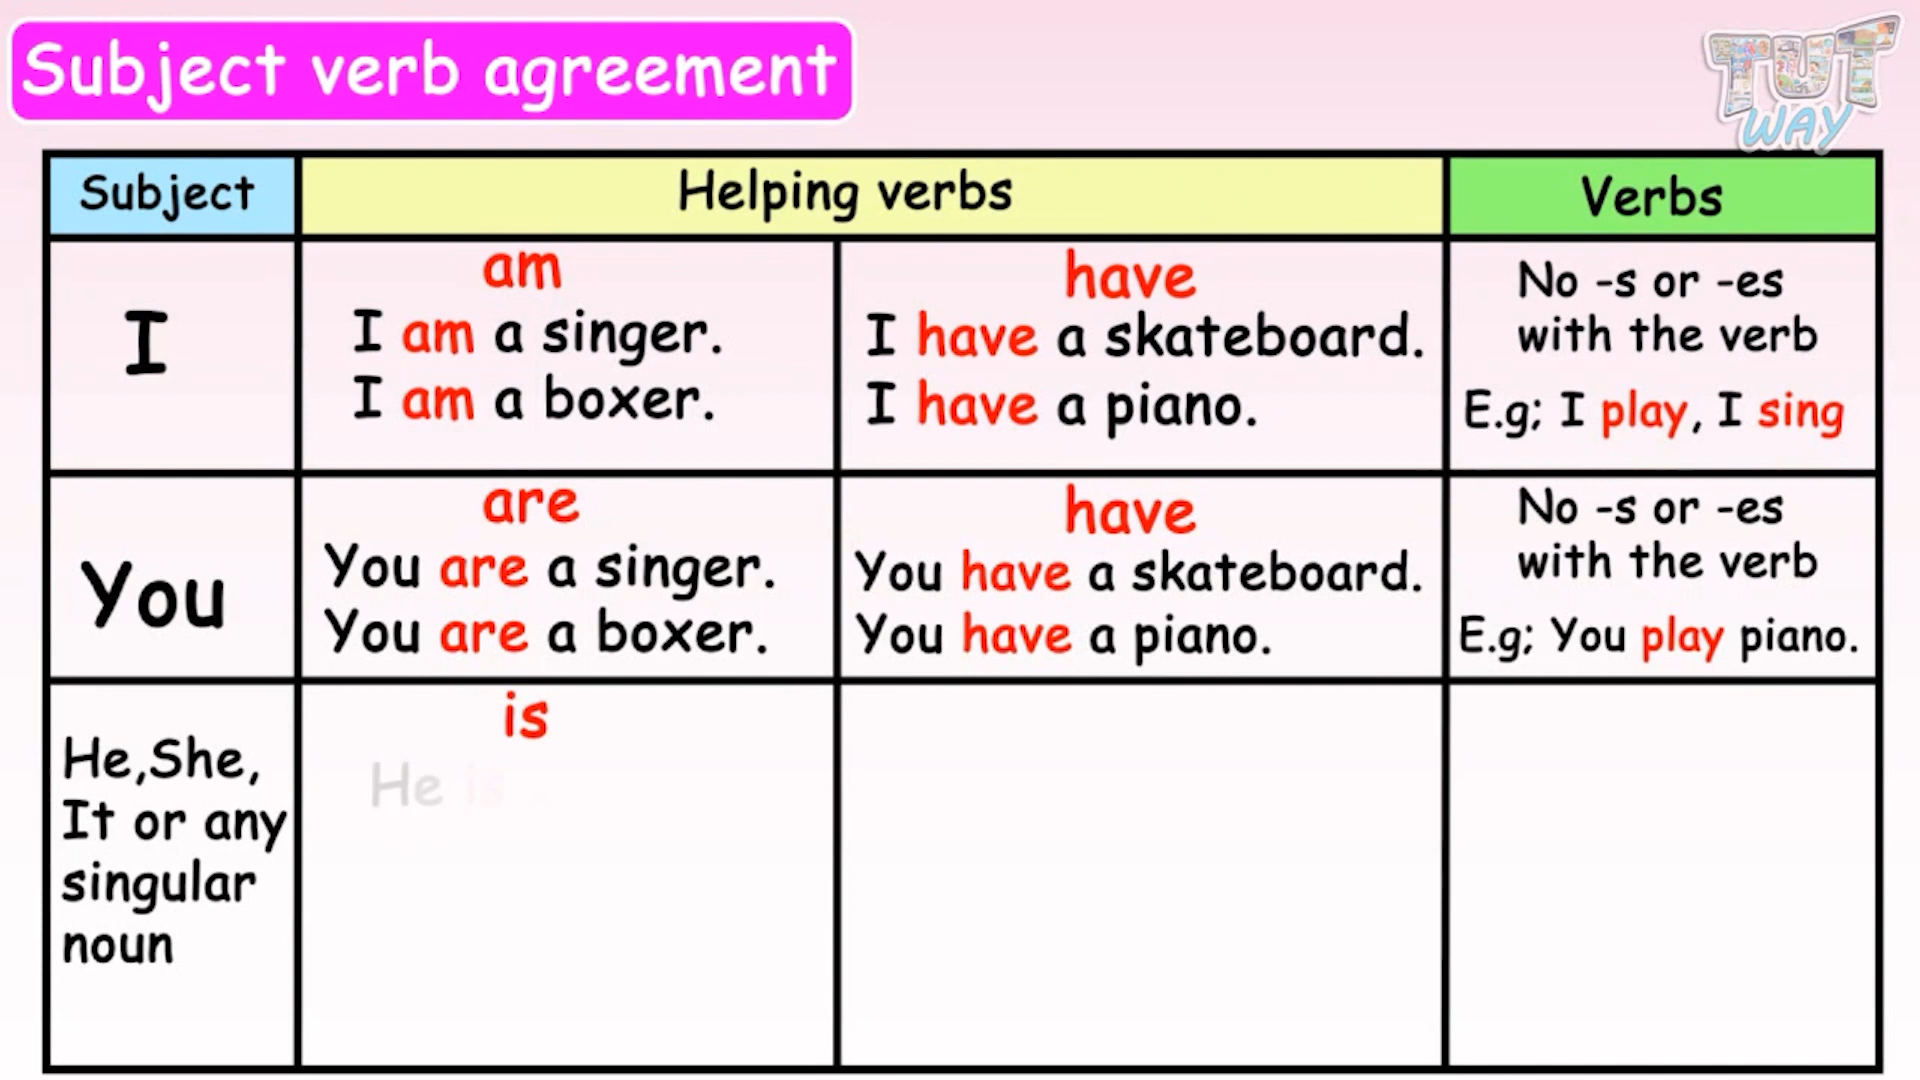 Subject verb agreement
TUT
WAY
Subject
Helping verbs
Verbs
I
am
I am a singer.
I am a boxer.
have
I have a skateboard.
I have a piano.
No -s or -es
with the verb
E.g; I play, I sing
You
are
You are a singer.
You are a boxer.
have
You have a skateboard.
You have a piano.
No -s or -es
with the verb
E.g; You play piano.
He,She,
It or any
singular
noun
is
He is